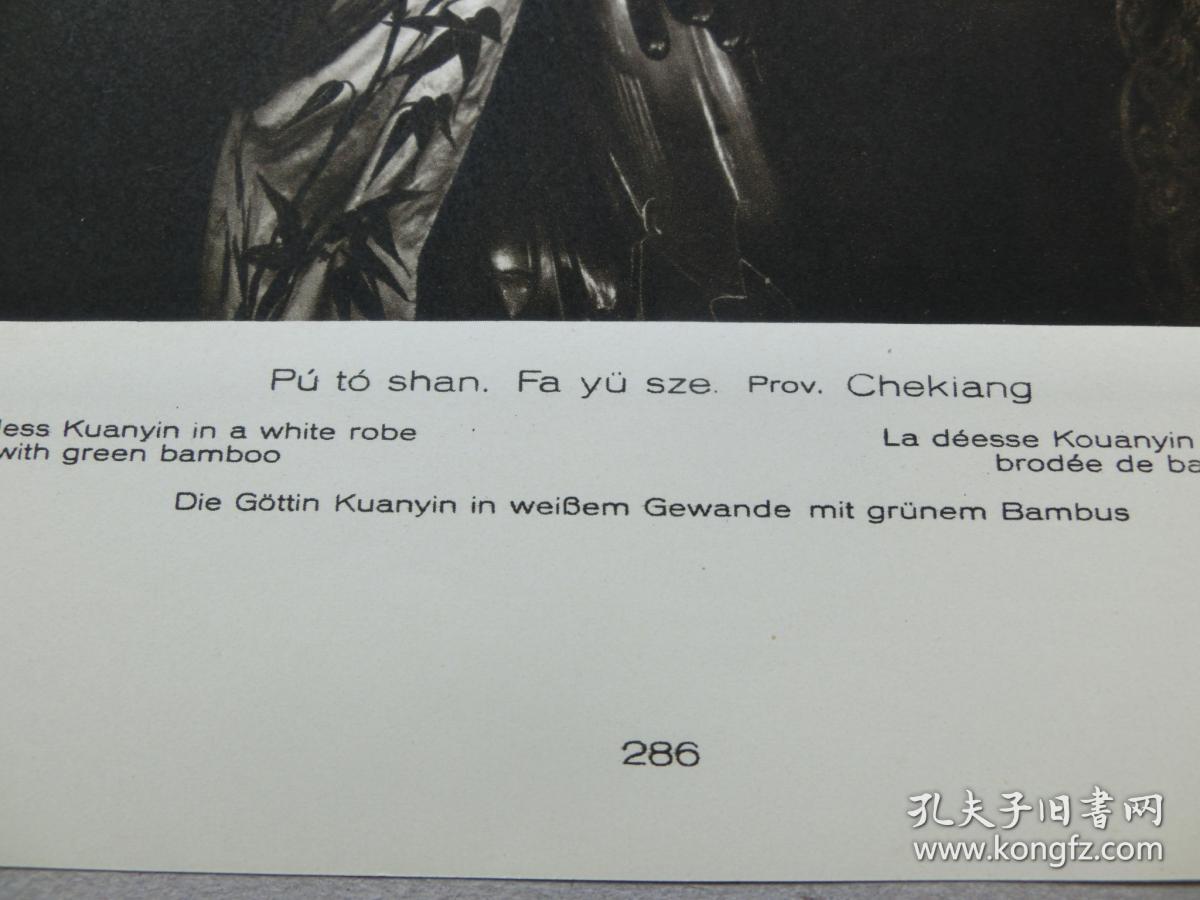 Pú tó shan. Fa yü sze. Prov. Chekiang
less Kuanyin in a white robe
with green bamboo
La déesse Kouanyin
brodée de ba
Die Göttin Kuanyin in weißem Gewande mit grünem Bambus
286
孔夫子旧书网
www.kongfz.com